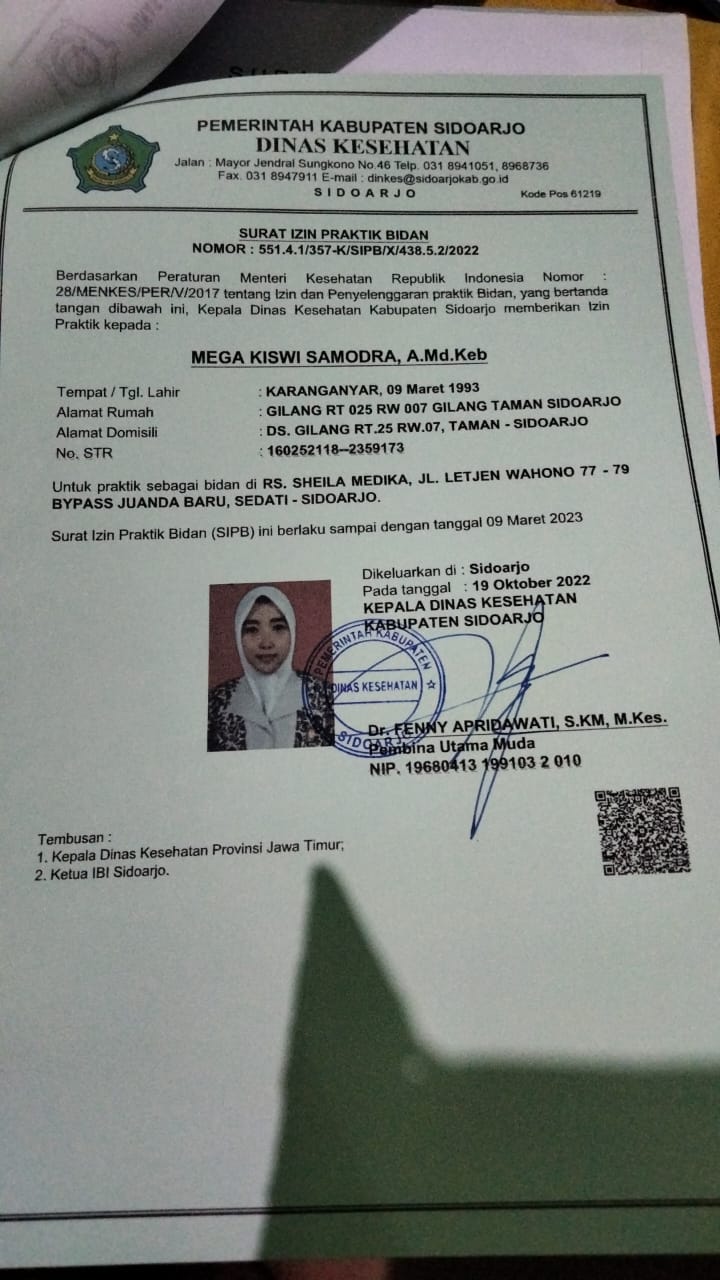 PEMERINTAH KABUPATEN SIDOARJO
DINAS KESEHATAN
Jalan : Mayor Jendral Sungkono No.46 Telp. 031 8941051, 8968736
Fax. 031 8947911 E-mail : dinkes@sidoarjokab.go.id
S I D O A R J O
Kode Pos 61219
SURAT IZIN PRAKTIK BIDAN
NOMOR : 551.4.1/357-K/SIPB/X/438.5.2/2022
Berdasarkan Peraturan Menteri Kesehatan Republik Indonesia Nomor :
28/MENKES/PER/V/2017 tentang Izin dan Penyelenggaran praktik Bidan, yang bertanda
tangan dibawah ini, Kepala Dinas Kesehatan Kabupaten Sidoarjo memberikan Izin
Praktik kepada :
MEGA KISWI SAMODRA, A.Md.Keb
Tempat / Tgl. Lahir : KARANGANYAR, 09 Maret 1993
Alamat Rumah : GILANG RT 025 RW 007 GILANG TAMAN SIDOARJO
Alamat Domisili : DS. GILANG RT.25 RW.07, TAMAN - SIDOARJO
No. STR : 160252118--2359173
Untuk praktik sebagai bidan di RS. SHEILA MEDIKA, JL. LETJEN WAHONO 77 - 79
BYPASS JUANDA BARU, SEDATI - SIDOARJO.
Surat Izin Praktik Bidan (SIPB) ini berlaku sampai dengan tanggal 09 Maret 2023
Dikeluarkan di : Sidoarjo
Pada tanggal : 19 Oktober 2022
KEPALA DINAS KESEHATAN
KABUPATEN SIDOARJO
PEMERINTAH KABUPATEN
DINAS KESEHATAN
SIDOARJO
Dr. FENNY APRIDAWATI, S.KM, M.Kes.
Pembina Utama Muda
NIP. 19680413 199103 2 010
Tembusan :
1. Kepala Dinas Kesehatan Provinsi Jawa Timur;
2. Ketua IBI Sidoarjo.